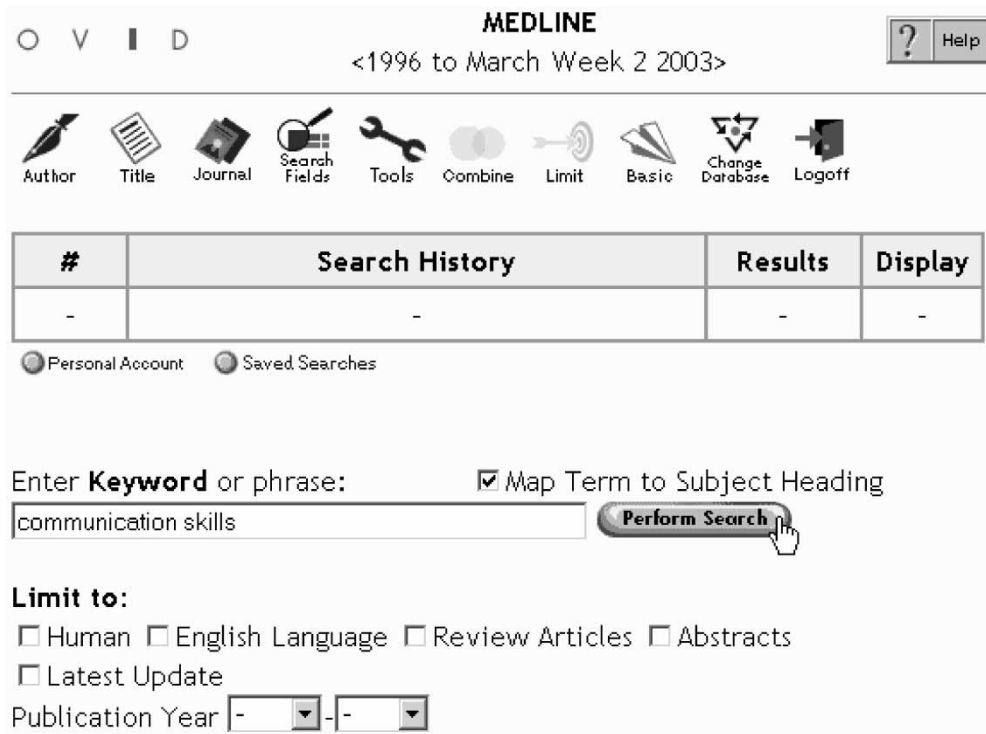 O V I D
MEDLINE
<1996 to March Week 2 2003>
? Help
Author Title Journal Search Fields Tools Combine Limit Basic Change Database Logoff
# Search History Results Display
- - - -
Personal Account Saved Searches
Enter Keyword or phrase: Map Term to Subject Heading
communication skills Perform Search
Limit to:
Human English Language Review Articles Abstracts
Latest Update
Publication Year - - -